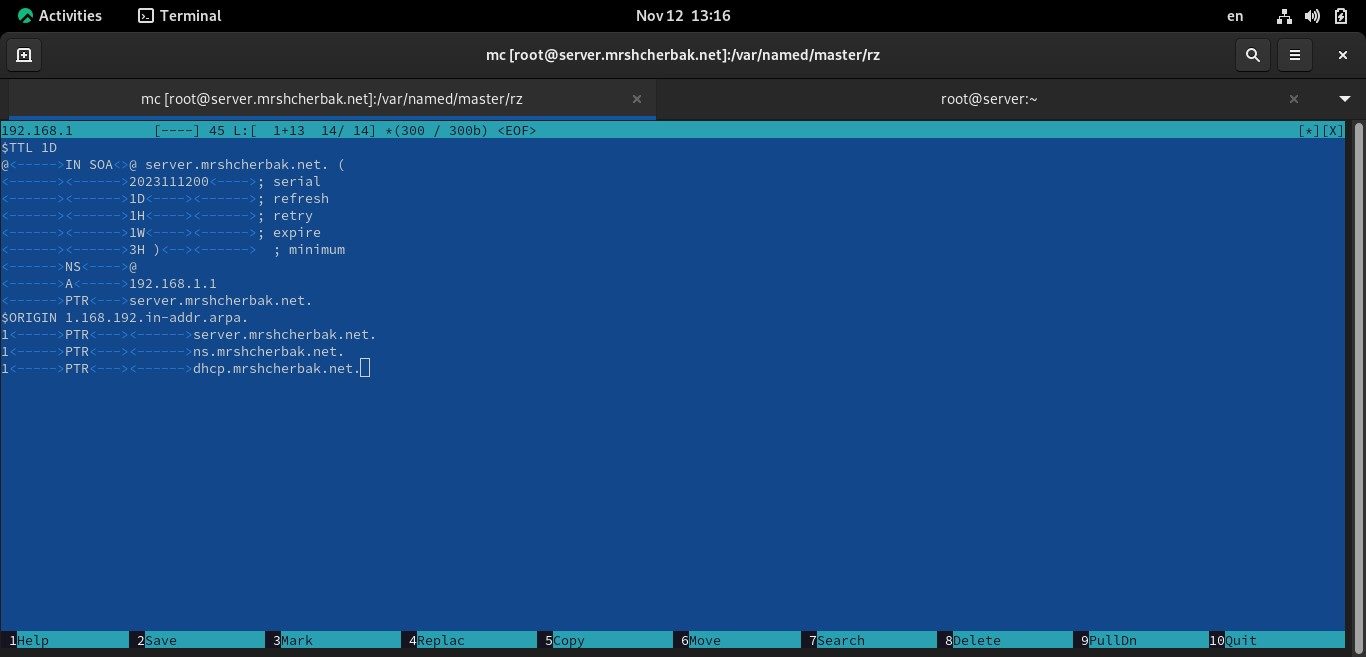 Activities Terminal Nov 12 13:16 en
mc [root@server.mrshcherbak.net]:/var/named/master/rz
mc [root@server.mrshcherbak.net]:/var/named/master/rz root@server:~
192.168.1 [----] 45 L:[ 1+13 14/ 14] *(300 / 300b) <EOF> [*][X]
$TTL 1D
@<----->IN SOA<>@ server.mrshcherbak.net. (
<------><------>2023111200<---->; serial
<------><------>1D<----><------>; refresh
<------><------>1H<----><------>; retry
<------><------>1W<----><------>; expire
<------><------>3H )<--><------>  ; minimum
<------>NS<---->@
<------>A<----->192.168.1.1
<------>PTR<--->server.mrshcherbak.net.
$ORIGIN 1.168.192.in-addr.arpa.
1<----->PTR<---><------>server.mrshcherbak.net.
1<----->PTR<---><------>ns.mrshcherbak.net.
1<----->PTR<---><------>dhcp.mrshcherbak.net.
1Help 2Save 3Mark 4Replac 5Copy 6Move 7Search 8Delete 9PullDn 10Quit